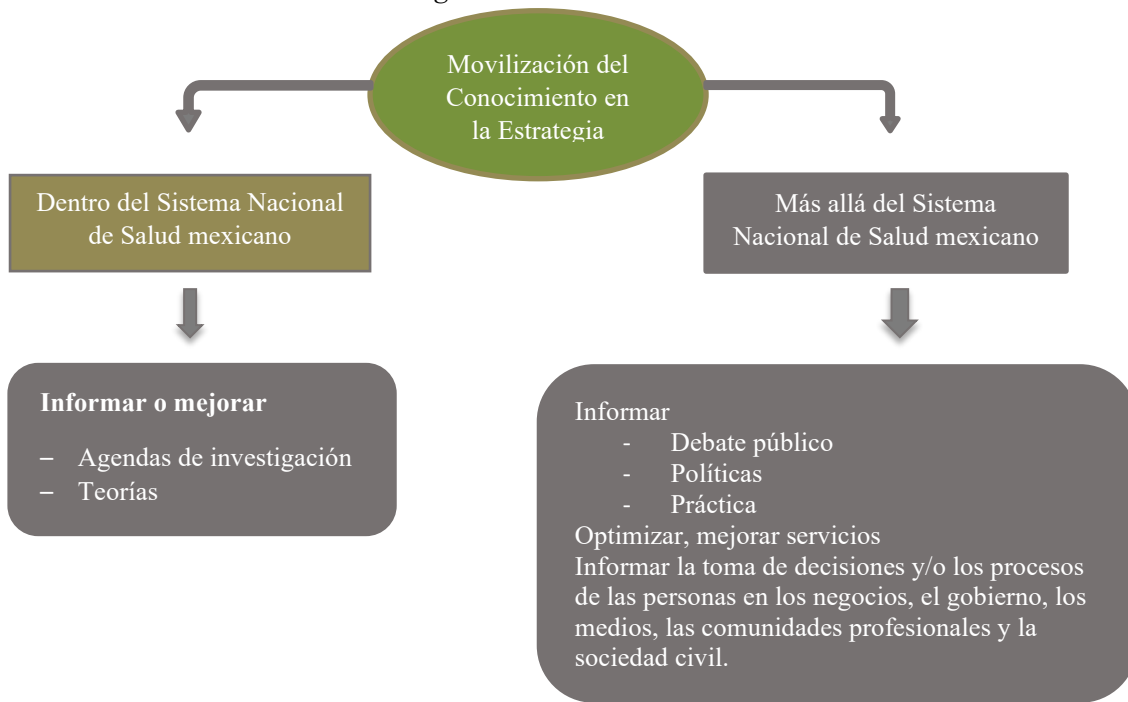 Movilización del
Conocimiento en
la Estrategia
Dentro del Sistema Nacional
de Salud mexicano
Más allá del Sistema
Nacional de Salud mexicano
Informar o mejorar
– Agendas de investigación
– Teorías
Informar
- Debate público
- Políticas
- Práctica
Optimizar, mejorar servicios
Informar la toma de decisiones y/o los procesos
de las personas en los negocios, el gobierno, los
medios, las comunidades profesionales y la
sociedad civil.